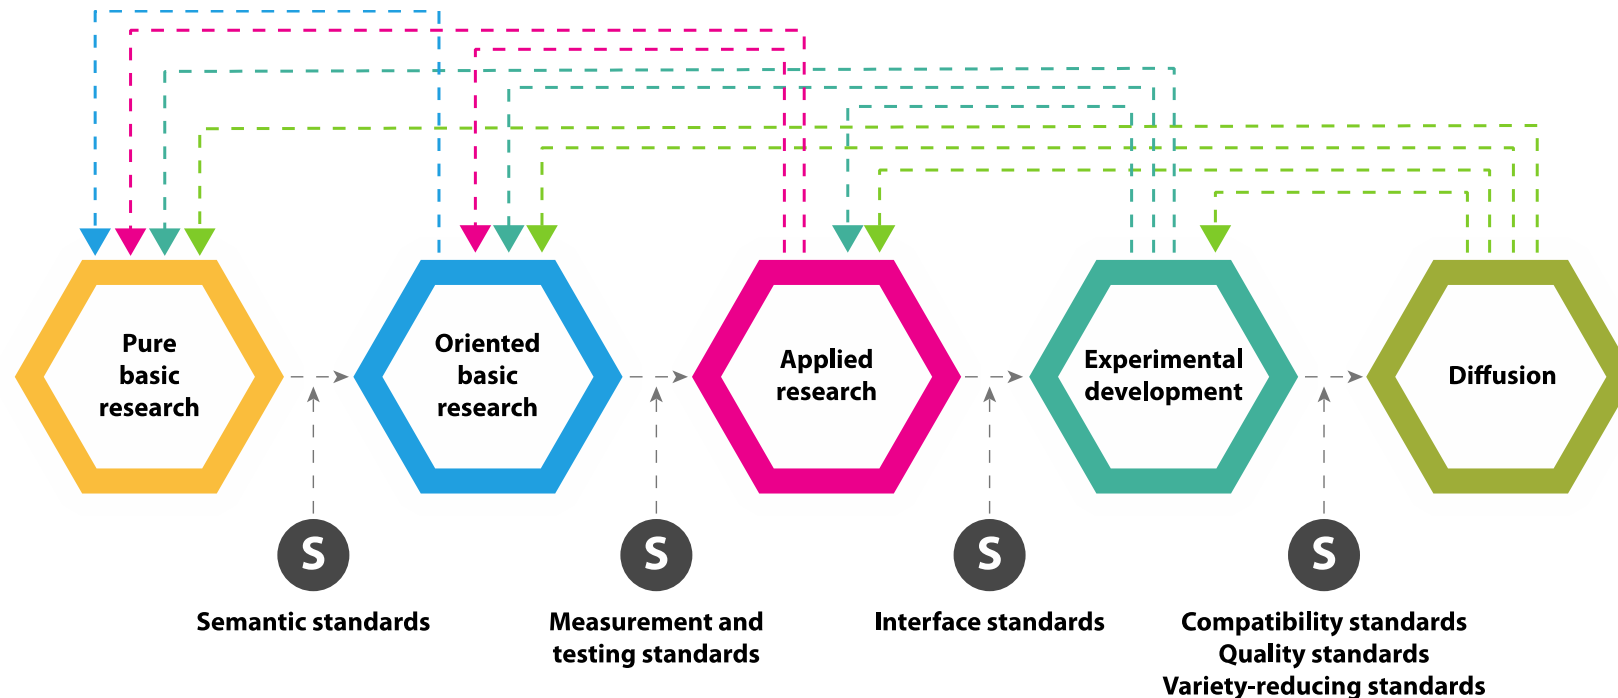 Pure
basic
research
Oriented
basic
research
Applied
research
Experimental
development
Diffusion
S
S
S
S
Semantic standards
Measurement and
testing standards
Interface standards
Compatibility standards
Quality standards
Variety-reducing standards